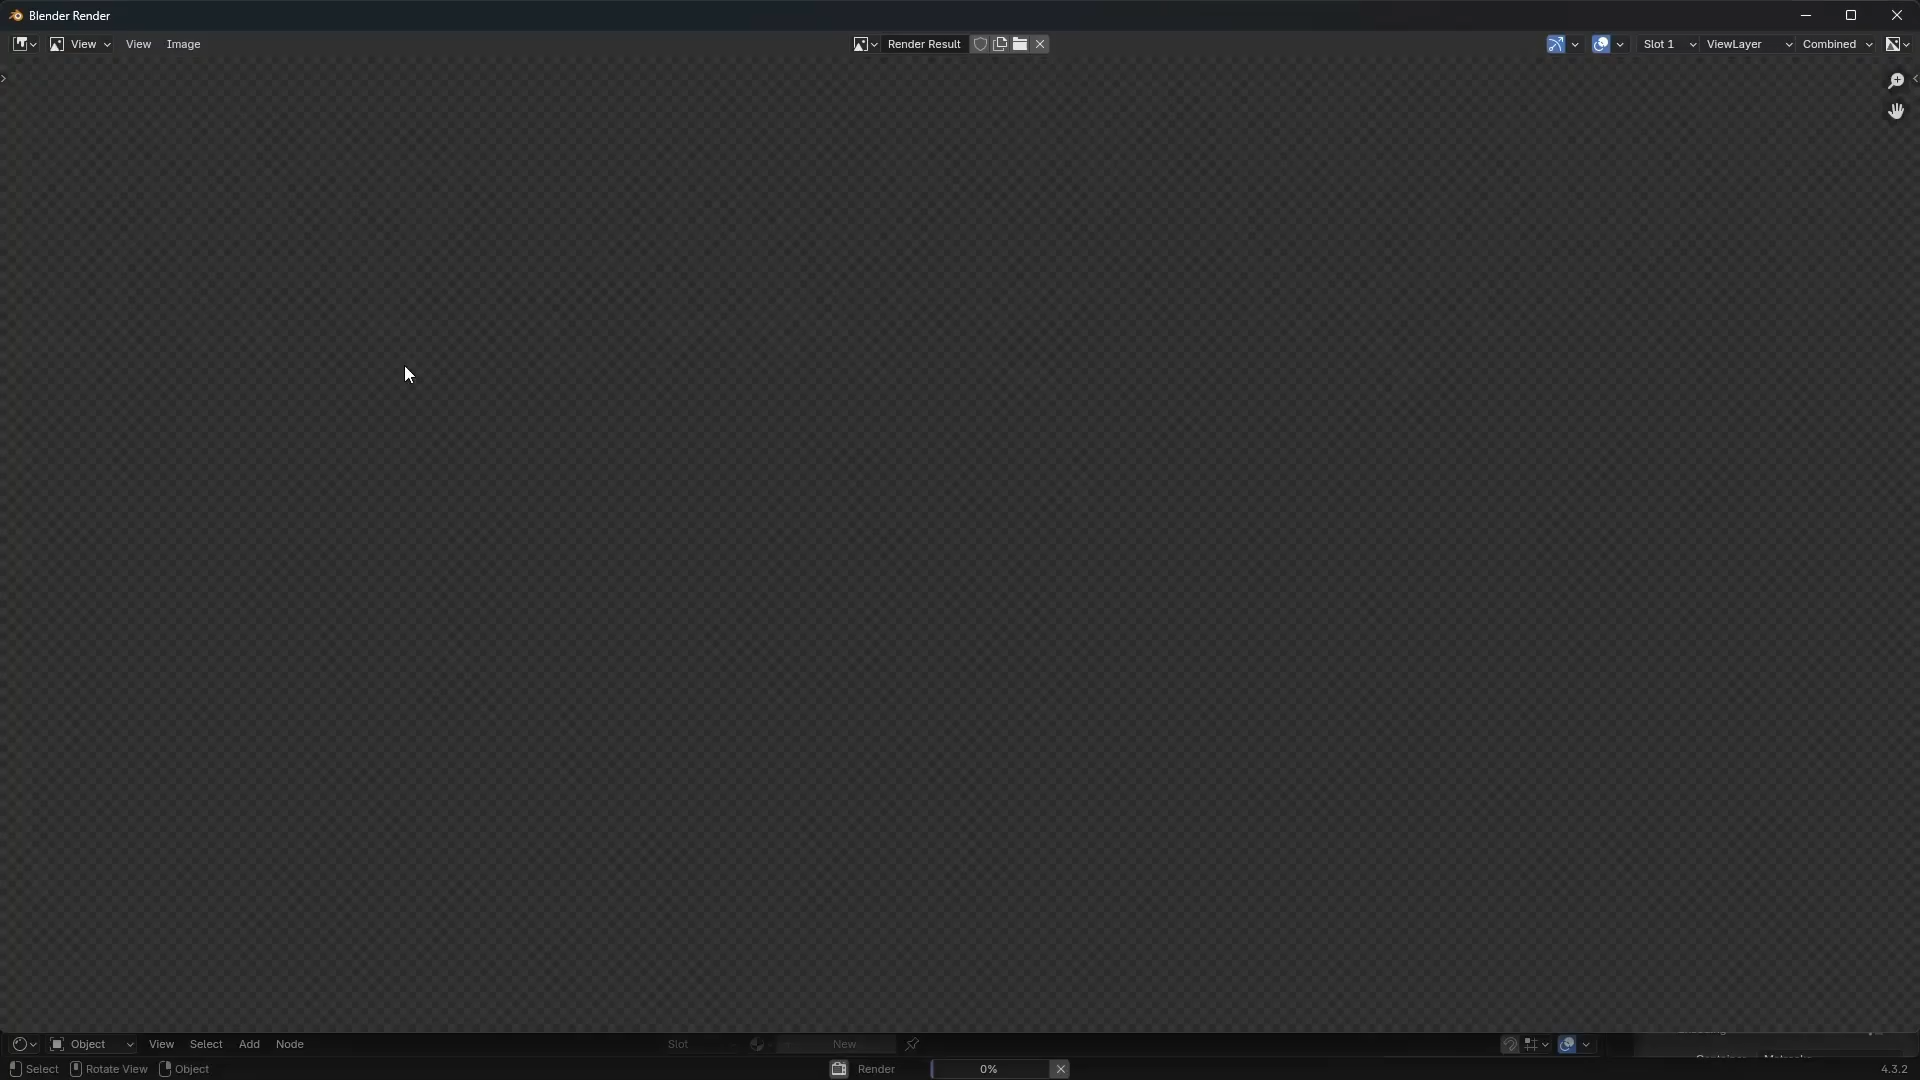 Blender Render
View View Image Render Result Slot 1 ViewLayer Combined
Object View Select Add Node Slot New
Select Rotate View Object Render 0% 4.3.2